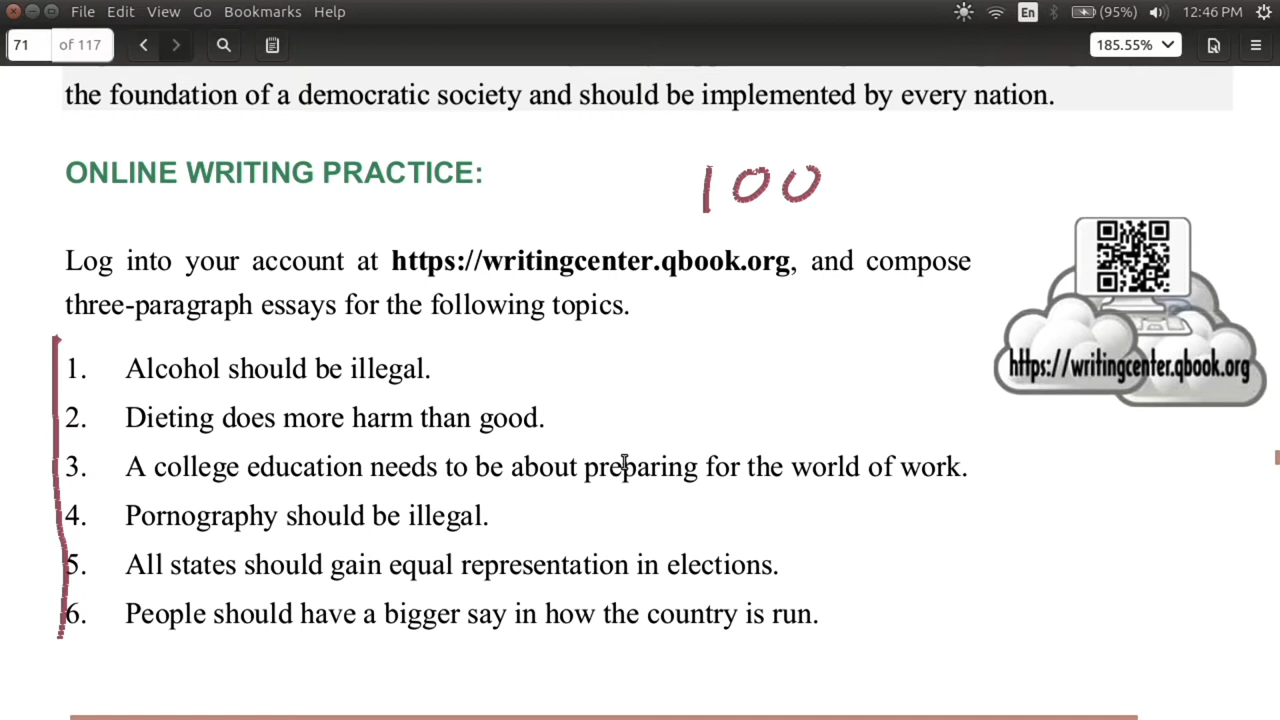 File Edit View Go Bookmarks Help En (95%) 12:46 PM
71 of 117 185.55%
the foundation of a democratic society and should be implemented by every nation.
ONLINE WRITING PRACTICE:
100
Log into your account at https://writingcenter.qbook.org, and compose
three-paragraph essays for the following topics.
https://writingcenter.qbook.org
1. Alcohol should be illegal.
2. Dieting does more harm than good.
3. A college education needs to be about preparing for the world of work.
4. Pornography should be illegal.
5. All states should gain equal representation in elections.
6. People should have a bigger say in how the country is run.